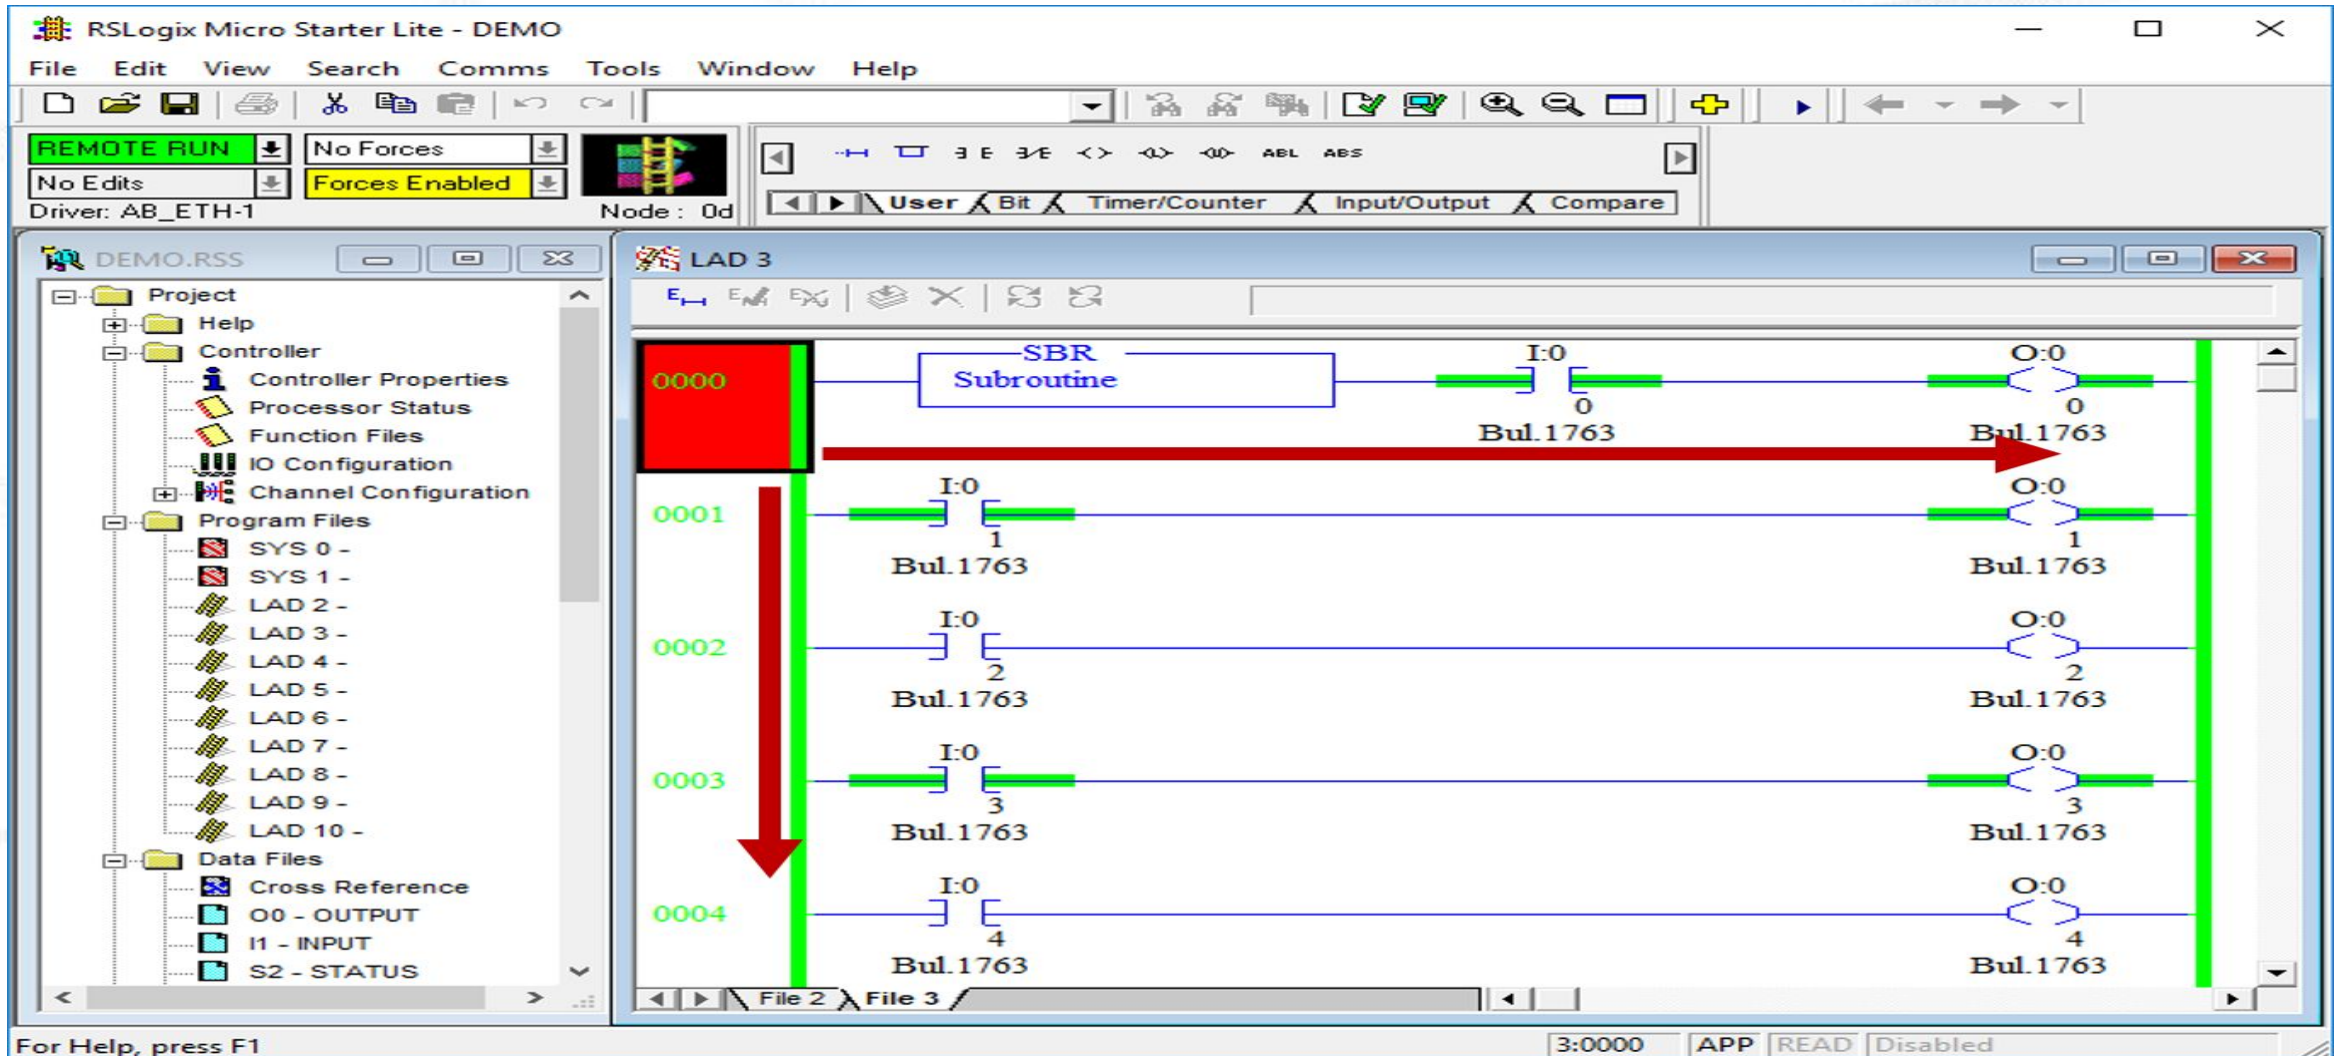 RSLogix Micro Starter Lite - DEMO
File Edit View Search Comms Tools Window Help
REMOTE RUN No Forces
No Edits Forces Enabled
Driver: AB_ETH-1 Node : 0d
ABL ABS
User Bit Timer/Counter Input/Output Compare
DEMO.RSS
Project
Help
Controller
Controller Properties
Processor Status
Function Files
IO Configuration
Channel Configuration
Program Files
SYS 0 -
SYS 1 -
LAD 2 -
LAD 3 -
LAD 4 -
LAD 5 -
LAD 6 -
LAD 7 -
LAD 8 -
LAD 9 -
LAD 10 -
Data Files
Cross Reference
O0 - OUTPUT
I1 - INPUT
S2 - STATUS
LAD 3
SBR I:0 O:0
0000 Subroutine
0 0
Bul.1763 Bul.1763
I:0 O:0
0001
1 1
Bul.1763 Bul.1763
I:0 O:0
0002
2 2
Bul.1763 Bul.1763
I:0 O:0
0003
3 3
Bul.1763 Bul.1763
I:0 O:0
0004
4 4
Bul.1763 Bul.1763
File 2 File 3
For Help, press F1 3:0000 APP READ Disabled